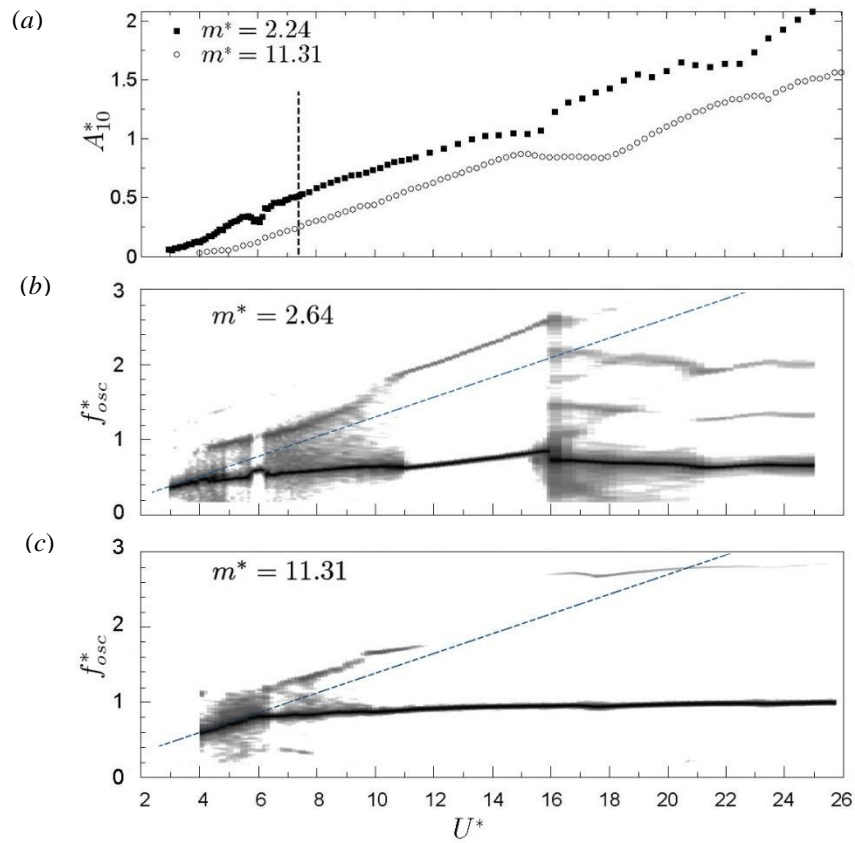 (a)
2
1.5
1
0.5
0
A*10
■ m* = 2.24
○ m* = 11.31
(b)
3
2
1
0
f*osc
m* = 2.64
(c)
3
2
1
0
f*osc
m* = 11.31
2 4 6 8 10 12 14 16 18 20 22 24 26
U*